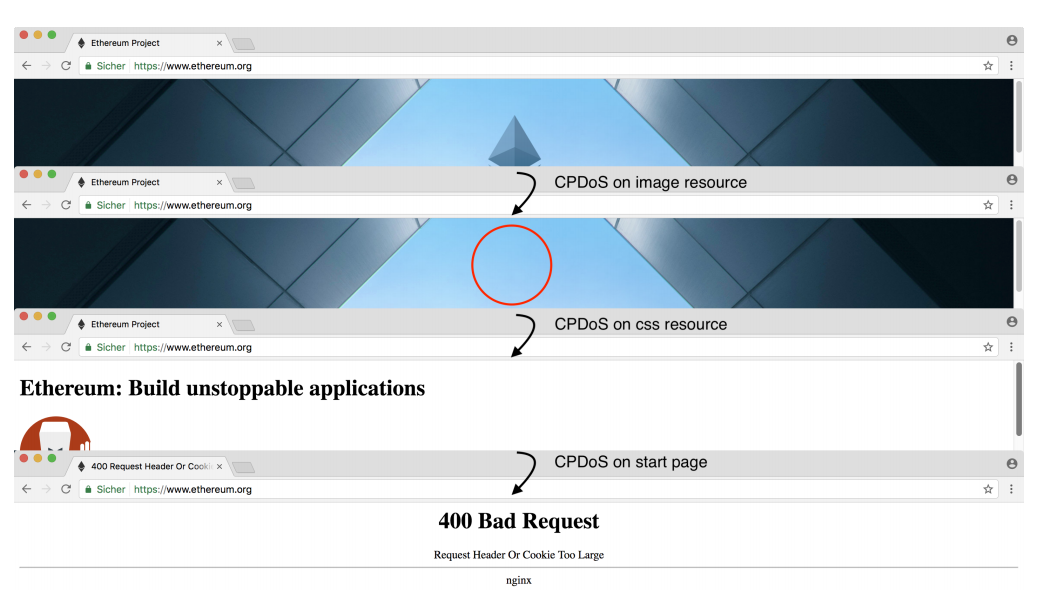 Ethereum Project
Sicher https://www.ethereum.org
Ethereum Project
CPDoS on image resource
Sicher https://www.ethereum.org
Ethereum Project
CPDoS on css resource
Sicher https://www.ethereum.org
Ethereum: Build unstoppable applications
400 Request Header Or Cooki
CPDoS on start page
Sicher https://www.ethereum.org
400 Bad Request
Request Header Or Cookie Too Large
nginx